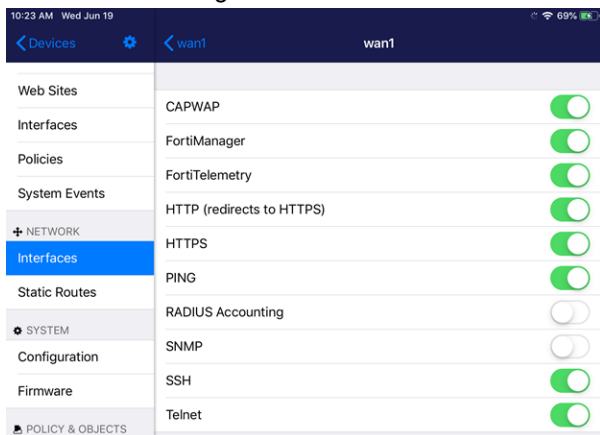 10:23 AM Wed Jun 19
69%
Devices
wan1
wan1
Web Sites
Interfaces
Policies
System Events
NETWORK
Interfaces
Static Routes
SYSTEM
Configuration
Firmware
POLICY & OBJECTS
CAPWAP
FortiManager
FortiTelemetry
HTTP (redirects to HTTPS)
HTTPS
PING
RADIUS Accounting
SNMP
SSH
Telnet